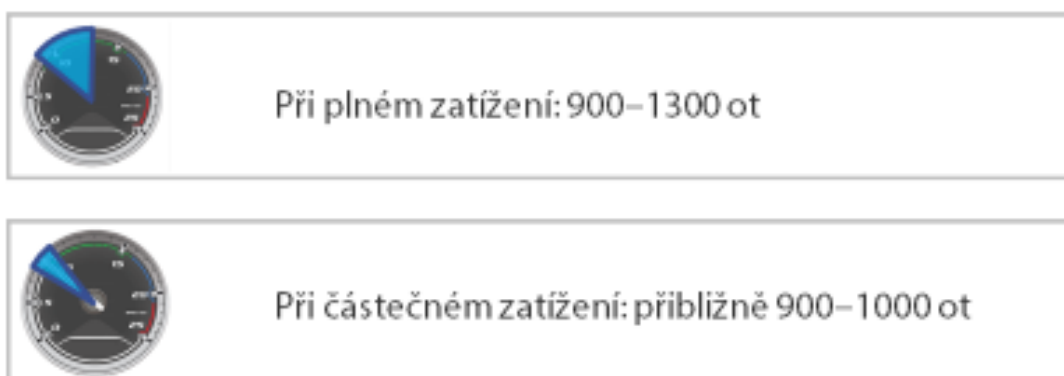 Při plném zatížení: 900–1300 ot
Při částečném zatížení: přibližně 900–1000 ot